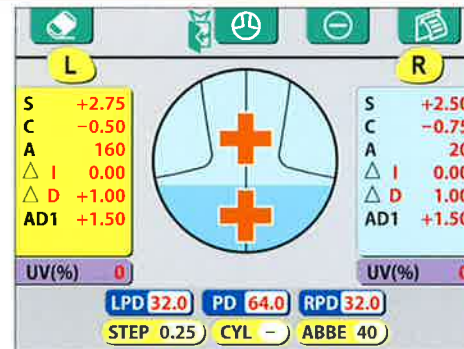 L
R
S +2.75
C -0.50
A 160
△ I 0.00
△ D +1.00
AD1 +1.50
UV(%) 0
S +2.50
C -0.75
A 20
△ I 0.00
△ D 1.00
AD1 +1.50
UV(%) 0
LPD 32.0 PD 64.0 RPD 32.0
STEP 0.25 CYL - ABBE 40